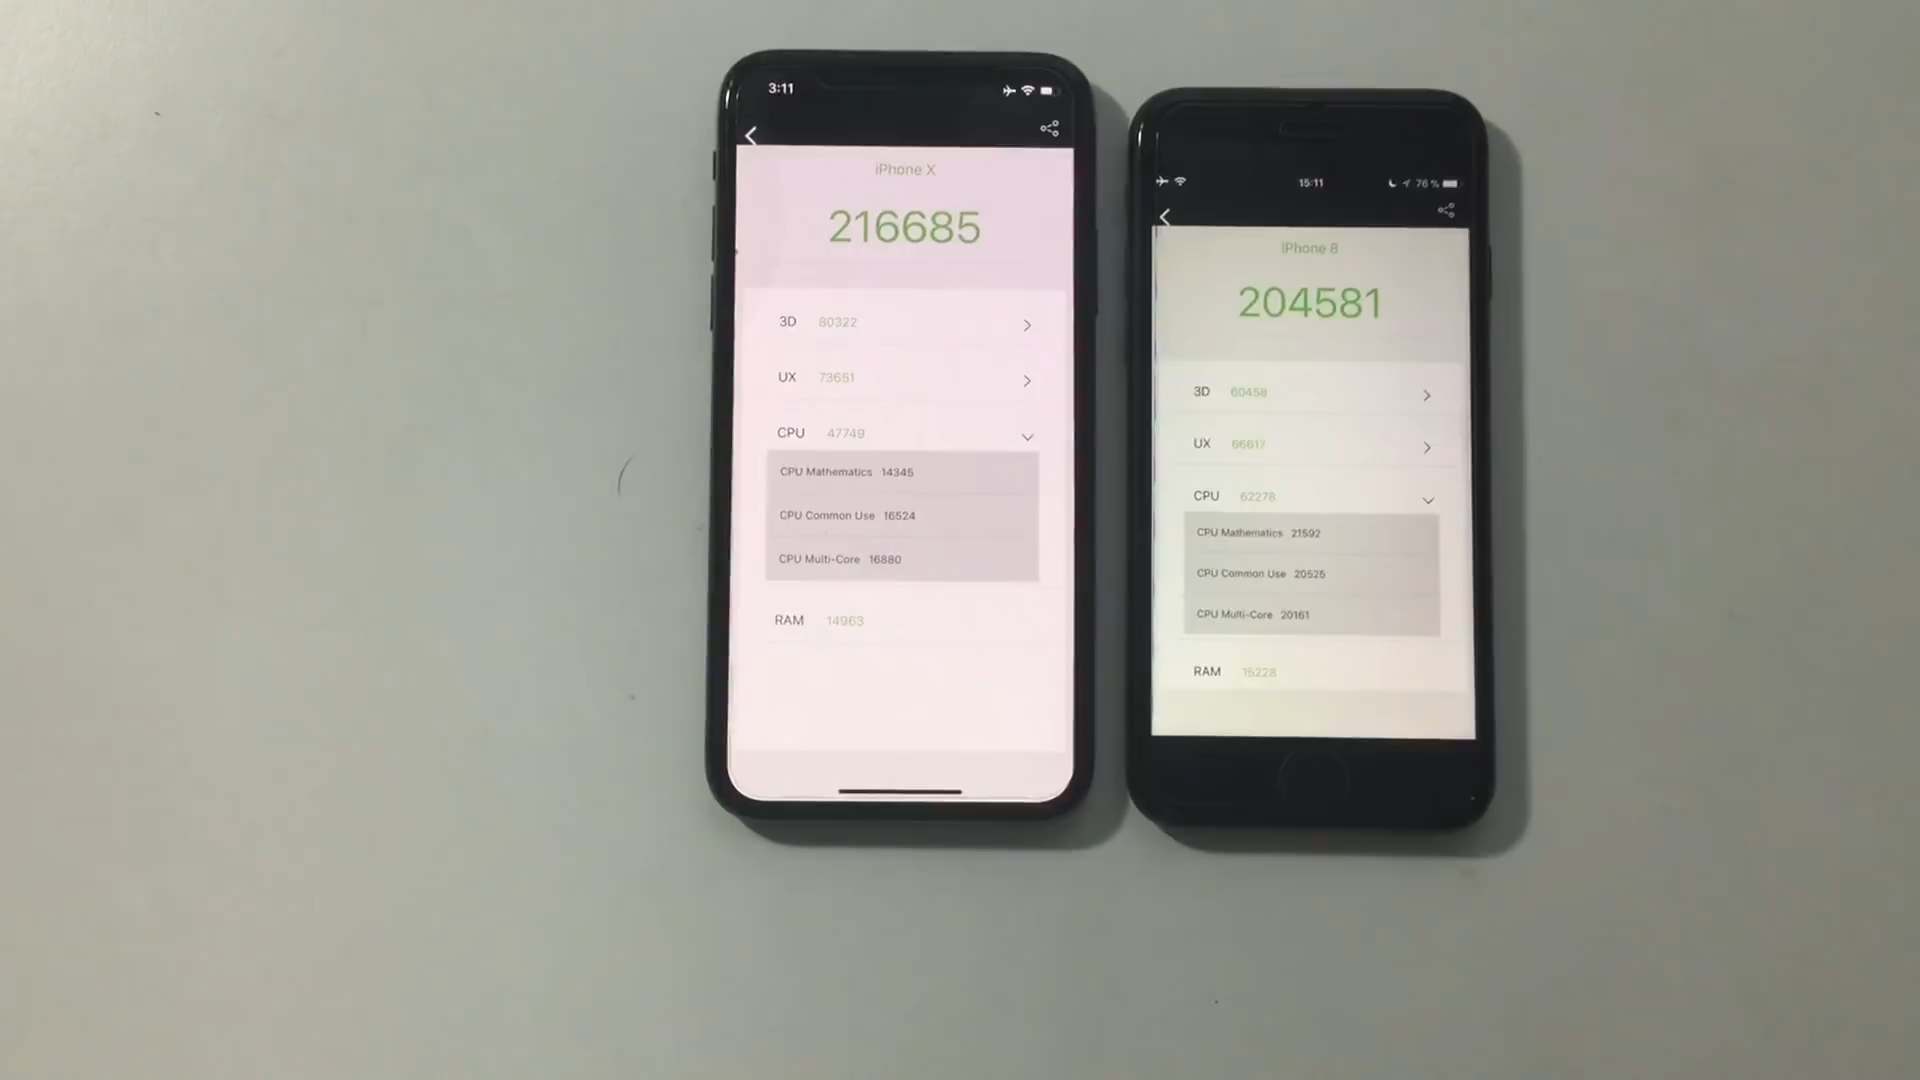 3:11
iPhone X
216685
3D 80322
UX 73651
CPU 47749
CPU Mathematics 14345
CPU Common Use 16524
CPU Multi-Core 16880
RAM 14963
15:11 76 %
iPhone 8
204581
3D 60458
UX 66617
CPU 62278
CPU Mathematics 21592
CPU Common Use 20525
CPU Multi-Core 20161
RAM 15228